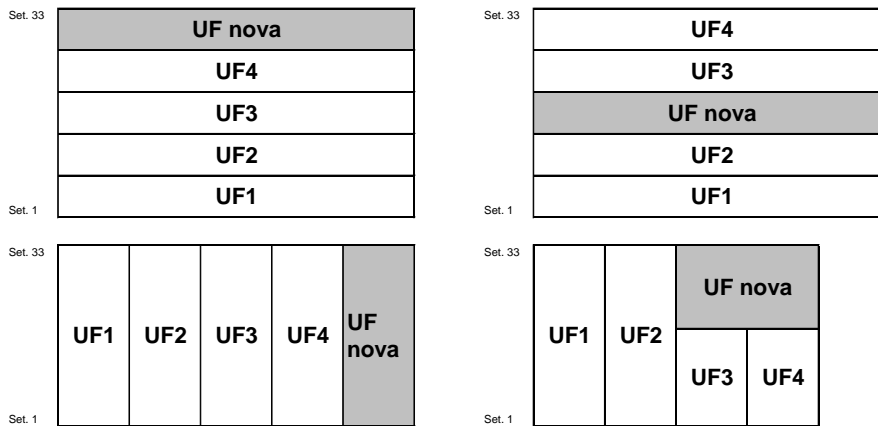 Set. 33
UF nova
UF4
UF3
UF2
UF1
Set. 1
Set. 33
UF4
UF3
UF nova
UF2
UF1
Set. 1
Set. 33
UF1 UF2 UF3 UF4 UF
nova
Set. 1
Set. 33
UF nova
UF1 UF2
UF3 UF4
Set. 1